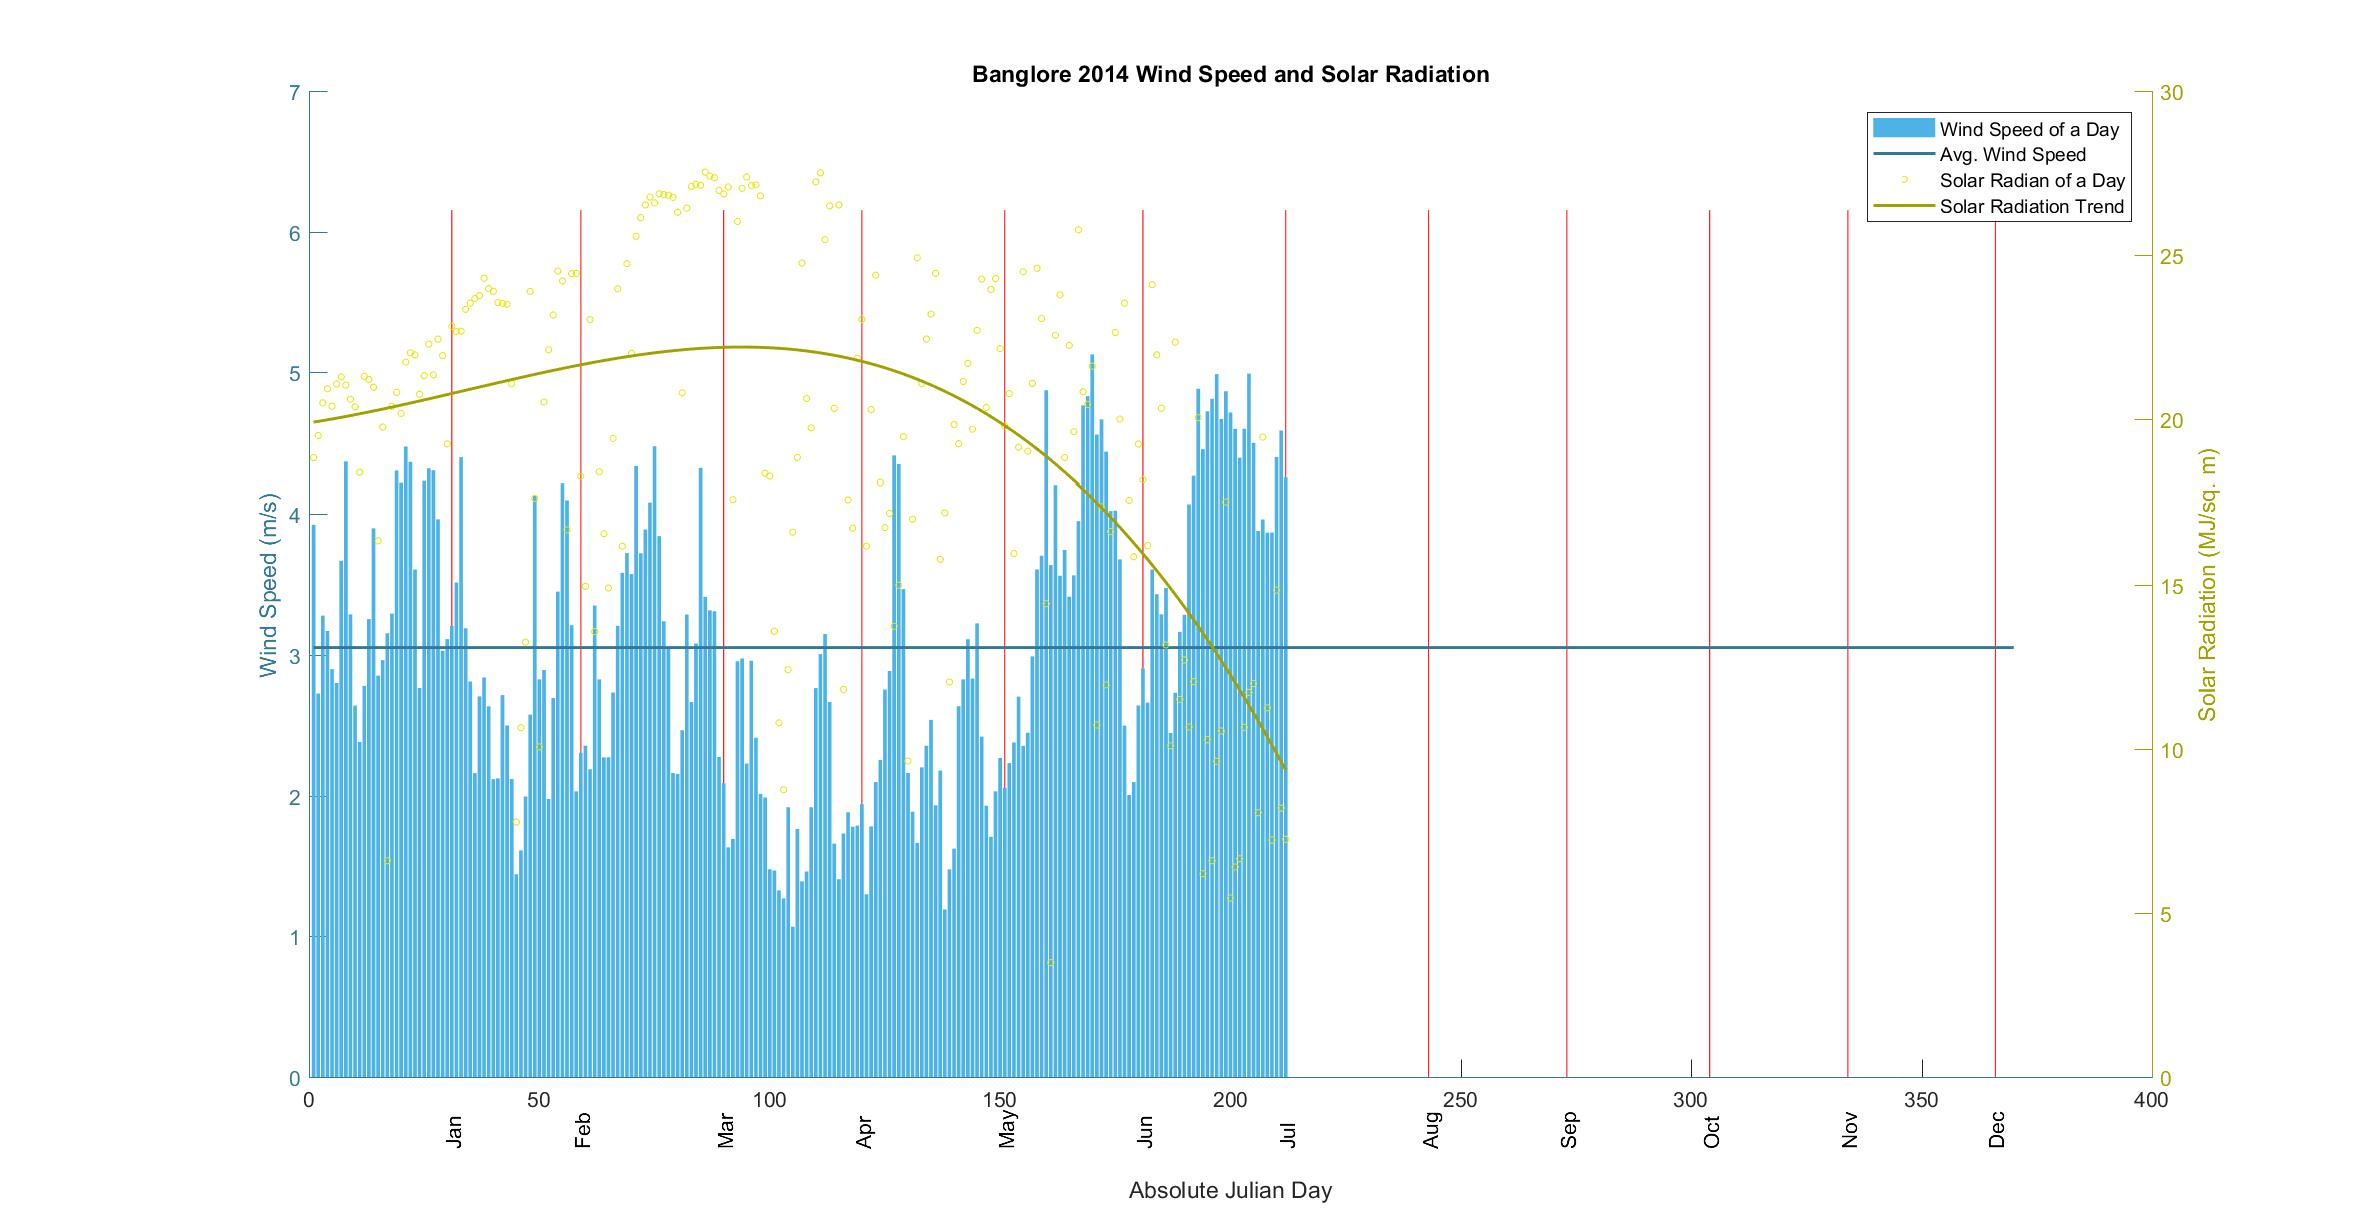 Banglore 2014 Wind Speed and Solar Radiation
7
6
5
4
3
2
1
0
Wind Speed (m/s)
30
25
20
15
10
5
0
Solar Radiation (MJ/sq. m)
Wind Speed of a Day
Avg. Wind Speed
Solar Radian of a Day
Solar Radiation Trend
0 50 100 150 200 250 300 350 400
Jan Feb Mar Apr May Jun Jul Aug Sep Oct Nov Dec
Absolute Julian Day